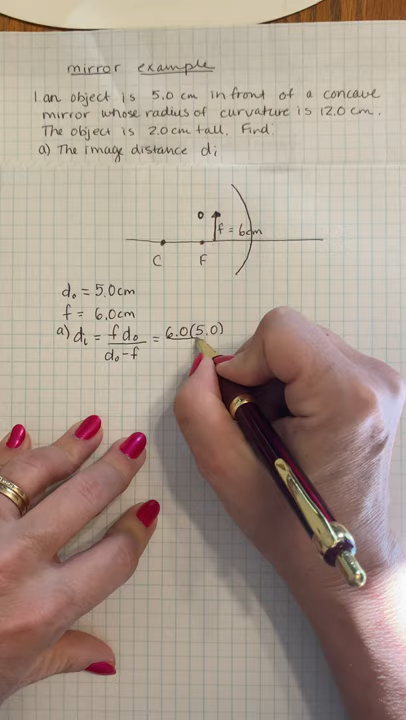 mirror example
1 an object is 5.0 cm in front of a concave
mirror whose radius of curvature is 12.0 cm.
The object is 2.0 cm tall. Find:
a) The image distance di
O
f = 6cm
C F
do = 5.0cm
f = 6.0cm
a) di = f do / do-f = 6.0(5.0)